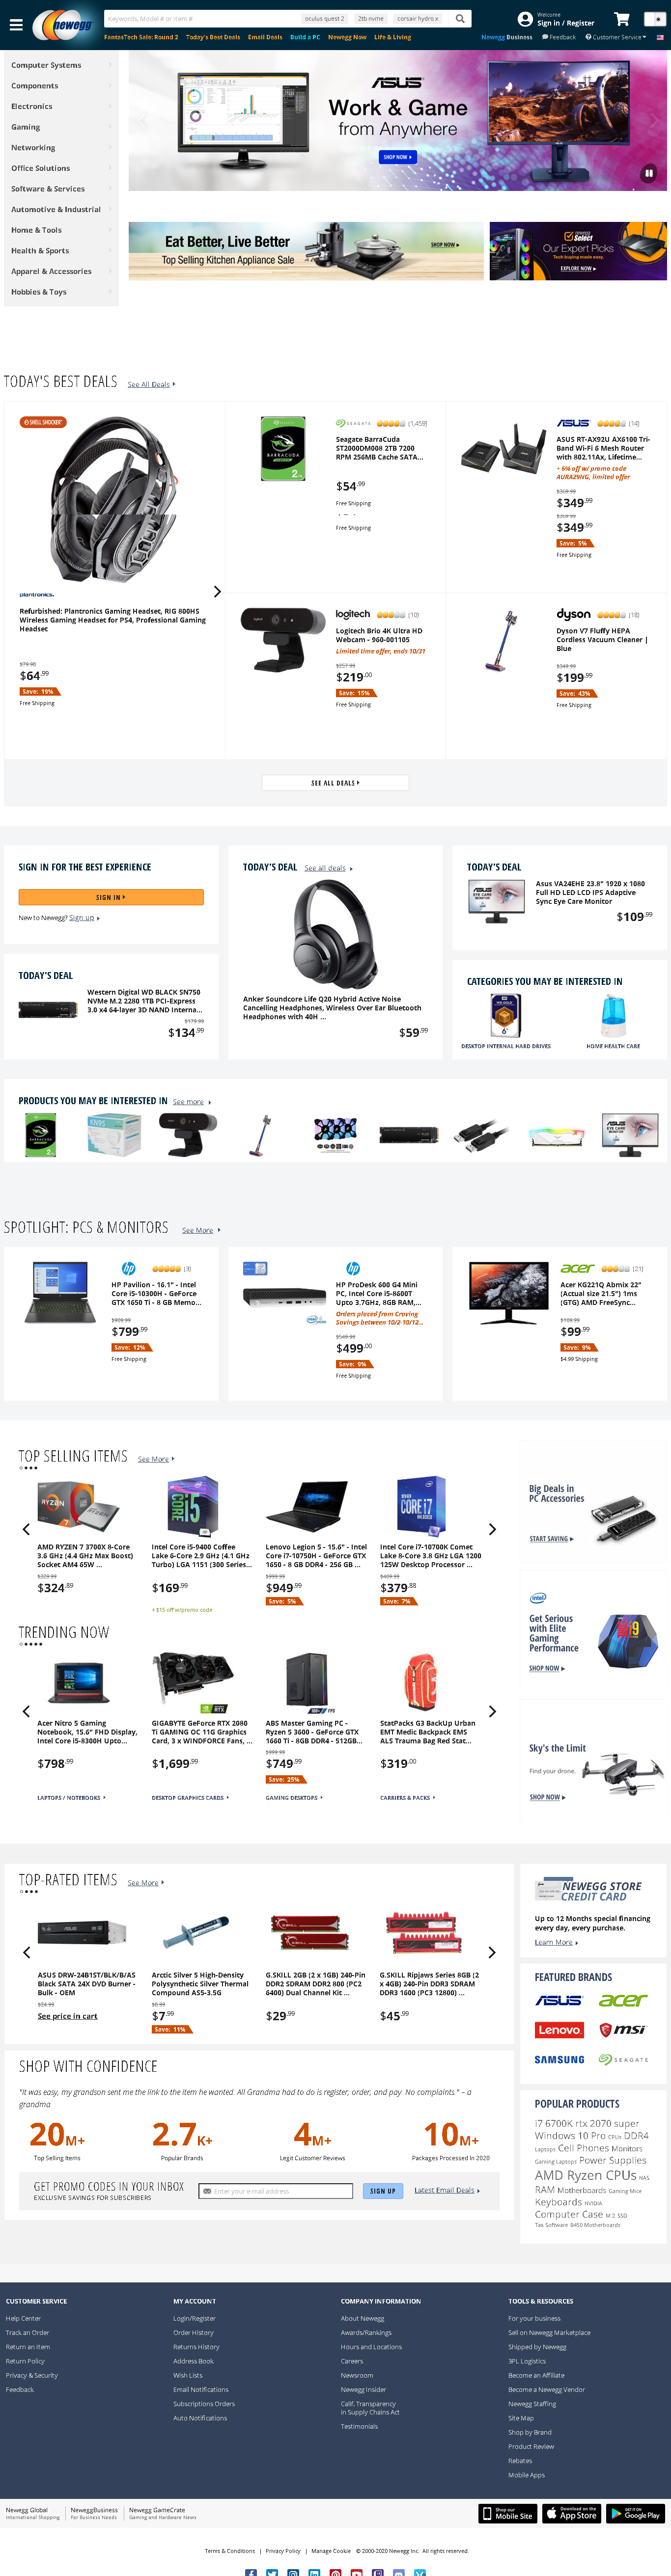 newegg
Keywords, Model # or Item #
oculus quest 2
2tb nvme
corsair hydro x
Welcome
Sign in / Register
FantasTech Sale: Round 2
Today's Best Deals
Email Deals
Build a PC
Newegg Now
Life & Living
Newegg Business
Feedback
Customer Service
Computer Systems
Components
Electronics
Gaming
Networking
Office Solutions
Software & Services
Automotive & Industrial
Home & Tools
Health & Sports
Apparel & Accessories
Hobbies & Toys
ASUS
Work & Game
from Anywhere
SHOP NOW
Eat Better, Live Better
Top Selling Kitchen Appliance
SHOP NOW
Select
Our Expert Picks
Tech buying made easy.
EXPLORE NOW
TODAY'S BEST DEALS
See All Deals
SHELL SHOCKER
plantronics.
Refurbished: Plantronics Gaming Headset, RIG 800HS
Wireless Gaming Headset for PS4, Professional Gaming
Headset
$79.98
$64.99
Save: 19%
Free Shipping
SEAGATE
(1,459)
Seagate BarraCuda
ST2000DM008 2TB 7200
RPM 256MB Cache SATA...
$54.99
Free Shipping
Free Shipping
ASUS
(14)
ASUS RT-AX92U AX6100 Tri-
Band Wi-Fi 6 Mesh Router
with 802.11Ax, Lifetime...
+ 6% off w/ promo code
AURA29HG, limited offer
$369.99
$349.99
$369.99
$349.99
Save: 5%
Free Shipping
logitech
(10)
Logitech Brio 4K Ultra HD
Webcam - 960-001105
Limited time offer, ends 10/31
$257.99
$219.00
Save: 15%
Free Shipping
dyson
(18)
Dyson V7 Fluffy HEPA
Cordless Vacuum Cleaner |
Blue
$349.99
$199.99
Save: 43%
Free Shipping
SEE ALL DEALS
SIGN IN FOR THE BEST EXPERIENCE
SIGN IN
New to Newegg? Sign up
TODAY'S DEAL
Western Digital WD BLACK SN750
NVMe M.2 2280 1TB PCI-Express
3.0 x4 64-layer 3D NAND Interna...
$179.99
$134.99
TODAY'S DEAL
See all deals
Anker Soundcore Life Q20 Hybrid Active Noise
Cancelling Headphones, Wireless Over Ear Bluetooth
Headphones with 40H ...
$59.99
TODAY'S DEAL
Asus VA24EHE 23.8" 1920 x 1080
Full HD LED LCD IPS Adaptive
Sync Eye Care Monitor
$109.99
CATEGORIES YOU MAY BE INTERESTED IN
DESKTOP INTERNAL HARD DRIVES
HOME HEALTH CARE
PRODUCTS YOU MAY BE INTERESTED IN
See more
SPOTLIGHT: PCS & MONITORS
See More
(3)
HP Pavilion - 16.1" - Intel
Core i5-10300H - GeForce
GTX 1650 Ti - 8 GB Memo...
$909.99
$799.99
Save: 12%
Free Shipping
HP ProDesk 600 G4 Mini
PC, Intel Core i5-8600T
Upto 3.7GHz, 8GB RAM,...
Orders placed from Craving
Savings between 10/2-10/12...
$549.99
$499.00
Save: 9%
Free Shipping
acer
(21)
Acer KG221Q Abmix 22"
(Actual size 21.5") 1ms
(GTG) AMD FreeSync...
$109.99
$99.99
Save: 9%
$4.99 Shipping
TOP SELLING ITEMS
See More
AMD RYZEN 7 3700X 8-Core
3.6 GHz (4.4 GHz Max Boost)
Socket AM4 65W ...
$329.99
$324.89
Intel Core i5-9400 Coffee
Lake 6-Core 2.9 GHz (4.1 GHz
Turbo) LGA 1151 (300 Series...
$169.99
+ $15 off w/promo code
Lenovo Legion 5 - 15.6" - Intel
Core i7-10750H - GeForce GTX
1650 - 8 GB DDR4 - 256 GB ...
$999.99
$949.99
Save: 5%
Intel Core i7-10700K Comet
Lake 8-Core 3.8 GHz LGA 1200
125W Desktop Processor ...
$409.99
$379.88
Save: 7%
TRENDING NOW
Acer Nitro 5 Gaming
Notebook, 15.6" FHD Display,
Intel Core i5-8300H Upto...
$798.99
LAPTOPS / NOTEBOOKS
GIGABYTE GeForce RTX 2080
Ti GAMING OC 11G Graphics
Card, 3 x WINDFORCE Fans, ...
$1,699.99
DESKTOP GRAPHICS CARDS
ABS Master Gaming PC -
Ryzen 5 3600 - GeForce GTX
1660 Ti - 8GB DDR4 - 512GB...
$999.99
$749.99
Save: 25%
GAMING DESKTOPS
StatPacks G3 BackUp Urban
EMT Medic Backpack EMS
ALS Trauma Bag Red Stat...
$319.00
CARRIERS & PACKS
Big Deals in
PC Accessories
START SAVING
intel
Get Serious
with Elite
Gaming
Performance
SHOP NOW
Sky's the Limit
Find your drone.
SHOP NOW
TOP-RATED ITEMS
See More
ASUS DRW-24B1ST/BLK/B/AS
Black SATA 24X DVD Burner -
Bulk - OEM
$24.99
See price in cart
Arctic Silver 5 High-Density
Polysynthetic Silver Thermal
Compound AS5-3.5G
$8.99
$7.99
Save: 11%
G.SKILL 2GB (2 x 1GB) 240-Pin
DDR2 SDRAM DDR2 800 (PC2
6400) Dual Channel Kit ...
$29.99
G.SKILL Ripjaws Series 8GB (2
x 4GB) 240-Pin DDR3 SDRAM
DDR3 1600 (PC3 12800) ...
$45.99
NEWEGG STORE
CREDIT CARD
Up to 12 Months special financing
every day, every purchase.
Learn More
FEATURED BRANDS
ASUS
acer
Lenovo
msi
SAMSUNG
SEAGATE
SHOP WITH CONFIDENCE
"It was easy, my grandson sent me the link to the item he wanted. All Grandma had to do is register, order, and pay. No complaints." – a
grandma
20M+
Top Selling Items
2.7K+
Popular Brands
4M+
Legit Customer Reviews
10M+
Packages Processed In 2020
GET PROMO CODES IN YOUR INBOX
EXCLUSIVE SAVINGS FOR SUBSCRIBERS
Enter your e-mail address
SIGN UP
Latest Email Deals
POPULAR PRODUCTS
i7 6700K rtx 2070 super
Windows 10 Pro CPUs DDR4
Laptops Cell Phones Monitors
Gaming Laptops Power Supplies
AMD Ryzen CPUs NAS
RAM Motherboards Gaming Mice
Keyboards NVIDIA
Computer Case M.2 SSD
Tax Software B450 Motherboards
CUSTOMER SERVICE
Help Center
Track an Order
Return an Item
Return Policy
Privacy & Security
Feedback
MY ACCOUNT
Login/Register
Order History
Returns History
Address Book
Wish Lists
Email Notifications
Subscriptions Orders
Auto Notifications
COMPANY INFORMATION
About Newegg
Awards/Rankings
Hours and Locations
Careers
Newsroom
Newegg Insider
Calif. Transparency
in Supply Chains Act
Testimonials
TOOLS & RESOURCES
For your business
Sell on Newegg Marketplace
Shipped by Newegg
3PL Logistics
Become an Affiliate
Become a Newegg Vendor
Newegg Staffing
Site Map
Shop by Brand
Product Review
Rebates
Mobile Apps
Newegg Global
International Shopping
NeweggBusiness
For Business Needs
Newegg GameCrate
Gaming and Hardware News
Shop our
Mobile Site
Download on the
App Store
GET IT ON
Google Play
Terms & Conditions | Privacy Policy | Manage Cookie © 2000-2020 Newegg Inc. All rights reserved.